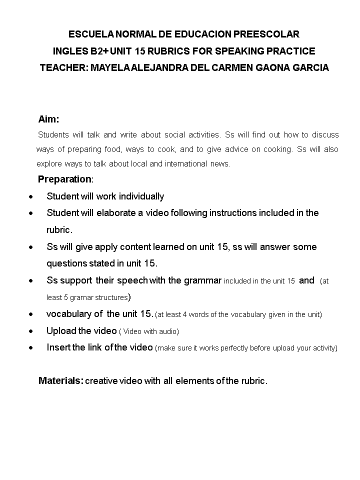 ESCUELA NORMAL DE EDUCACION PREESCOLAR
INGLES B2+ UNIT 15 RUBRICS FOR SPEAKING PRACTICE
TEACHER: MAYELA ALEJANDRA DEL CARMEN GAONA GARCIA
Aim:
Students will talk and write about social activities. Ss will find out how to discuss
ways of preparing food, ways to cook, and to give advice on cooking. Ss will also
explore ways to talk about local and international news.
Preparation:
• Student will work individually
• Student will elaborate a video following instructions included in the
rubric.
• Ss will give apply content learned on unit 15, ss will answer some
questions stated in unit 15.
• Ss support their speech with the grammar included in the unit 15 and (at
least 5 gramar structures)
• vocabulary of the unit 15. (at least 4 words of the vocabulary given in the unit)
• Upload the video ( Video with audio)
• Insert the link of the video (make sure it works perfectly before upload your activity)
Materials: creative video with all elements of the rubric.